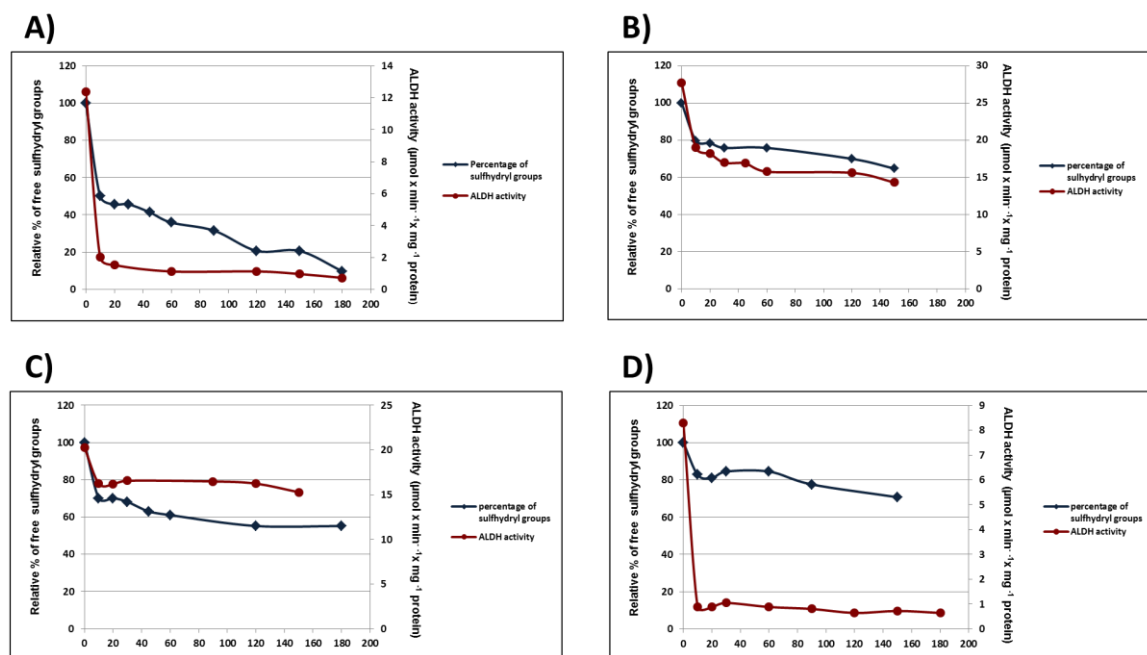 A)
Relative % of free sulfhydryl groups
120
100
80
60
40
20
0
14
12
10
8
6
4
2
0
ALDH activity (µmol x min⁻ ¹x mg ⁻¹ protein)
0 20 40 60 80 100 120 140 160 180 200
Percentage of
sulfhydryl groups
ALDH activity
B)
Relative % of free sulfhydryl groups
120
100
80
60
40
20
0
30
25
20
15
10
5
0
ALDH activity (µmol x min⁻ ¹x mg ⁻¹ protein)
0 20 40 60 80 100 120 140 160 180 200
percentage of
sulhydryl groups
ALDH activity
C)
Relative % of free sulfhydryl groups
120
100
80
60
40
20
0
25
20
15
10
5
0
ALDH activity (µmol x min⁻ ¹x mg ⁻¹ protein)
0 20 40 60 80 100 120 140 160 180 200
percentage of
sulfhydryl groups
ALDH activity
D)
Relative % of free sulfhydryl groups
120
100
80
60
40
20
0
9
8
7
6
5
4
3
2
1
0
ALDH activity (µmol x min⁻ ¹x mg ⁻¹ protein)
0 20 40 60 80 100 120 140 160 180 200
percentage of
sulfhydryl groups
ALDH activity